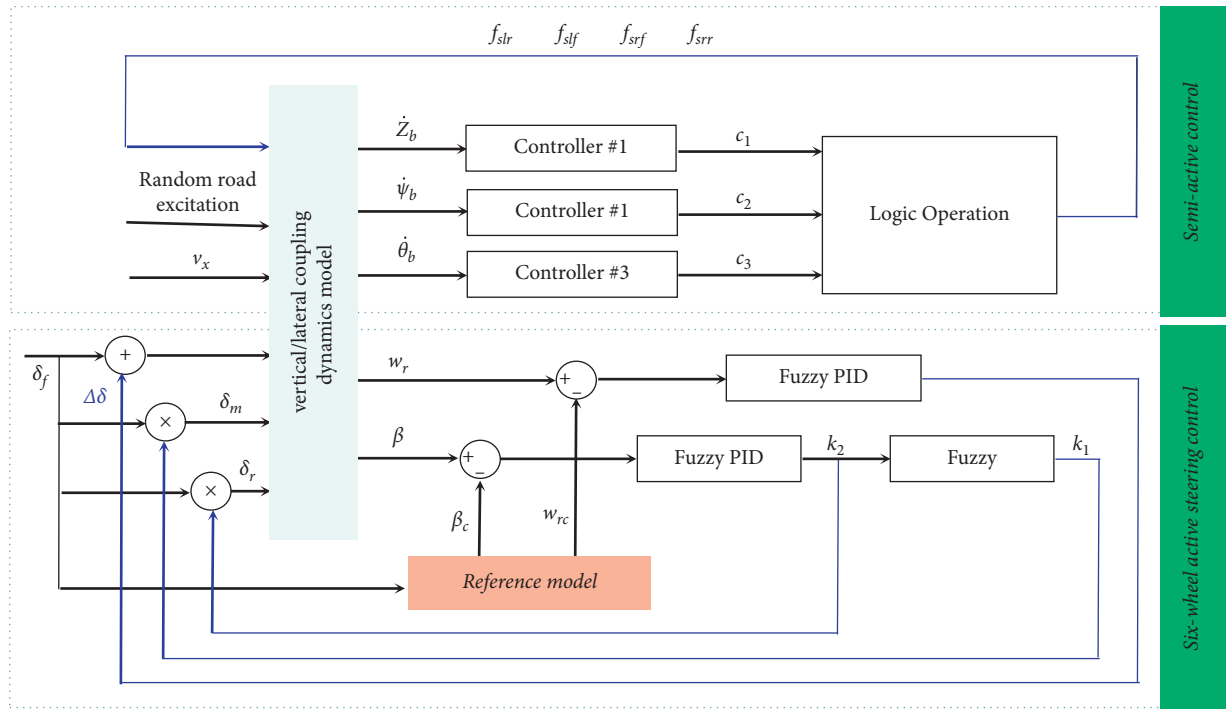 f_slr f_slf f_srf f_srr
Semi-active control
Random road
excitation
v_x
vertical/lateral coupling
dynamics model
Ż_b
Controller #1
c_1
ψ̇_b
Controller #1
c_2
θ̇_b
Controller #3
c_3
Logic Operation
Six-wheel active steering control
δ_f
+
Δδ
×
δ_m
×
δ_r
w_r
+
−
Fuzzy PID
β
+
−
Fuzzy PID
k_2
Fuzzy
k_1
β_c
w_rc
Reference model